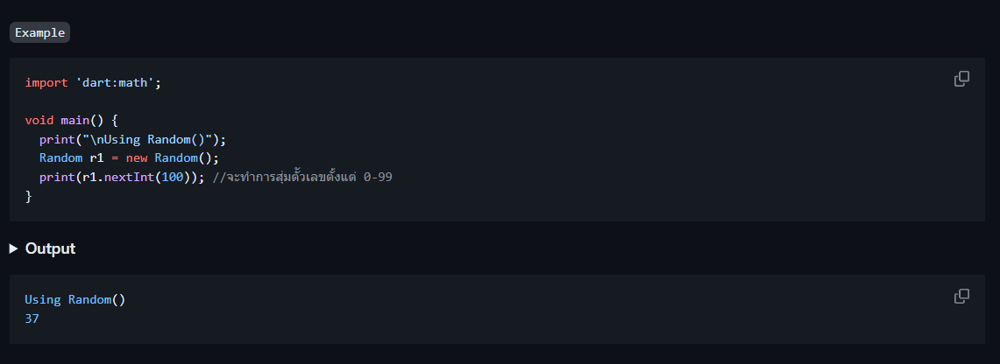 Example
import 'dart:math';
void main() {
  print("\nUsing Random()");
  Random r1 = new Random();
  print(r1.nextInt(100)); //จะทำการสุ่มตั้วเลขตั้งแต่ 0-99
}
Output
Using Random()
37